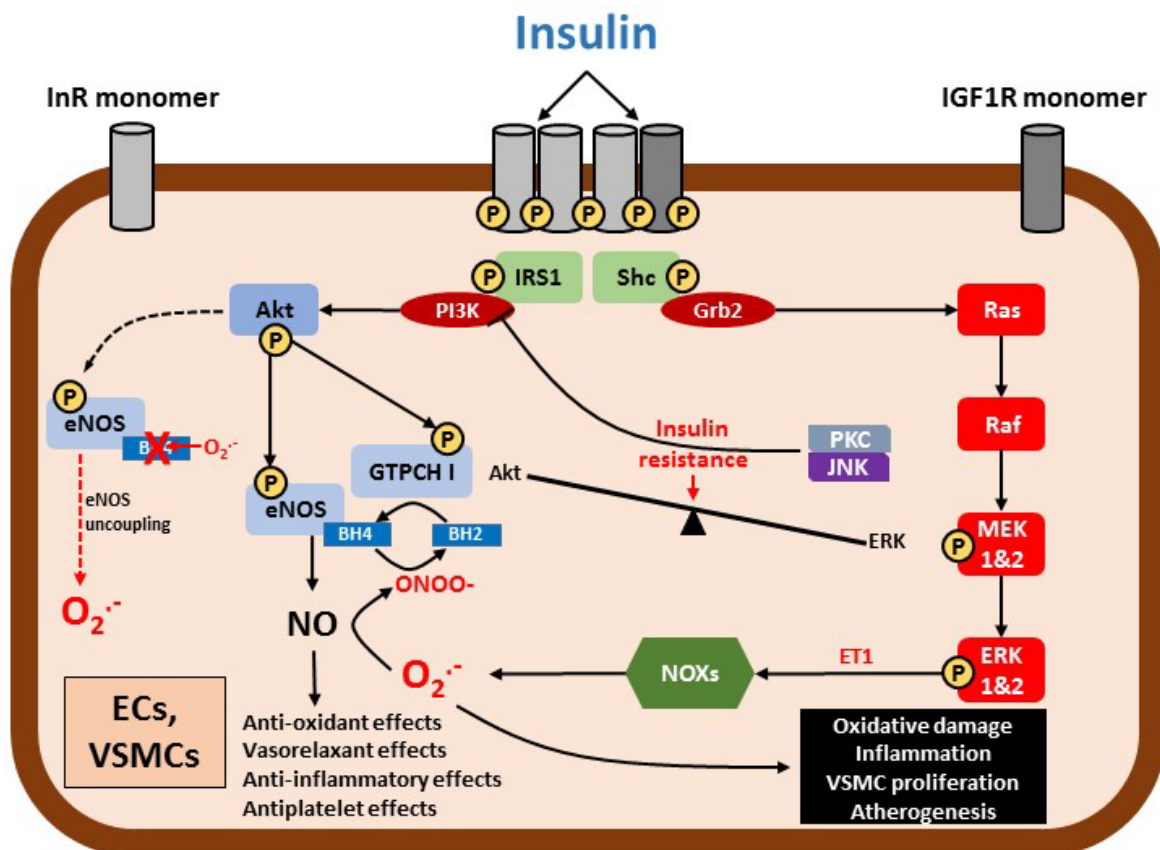 Insulin
InR monomer
IGF1R monomer
P
P
P
P
P
P
IRS1
Shc
P
PI3K
Grb2
Akt
P
Ras
P
eNOS
O₂·-
Raf
P
GTPCH I
Insulin
resistance
PKC
JNK
Akt
ERK
eNOS
uncoupling
P
eNOS
BH4
BH2
P
MEK
1&2
ONOO-
O₂·-
NO
O₂·-
NOXs
ET1
P
ERK
1&2
ECs,
VSMCs
Anti-oxidant effects
Vasorelaxant effects
Anti-inflammatory effects
Antiplatelet effects
Oxidative damage
Inflammation
VSMC proliferation
Atherogenesis